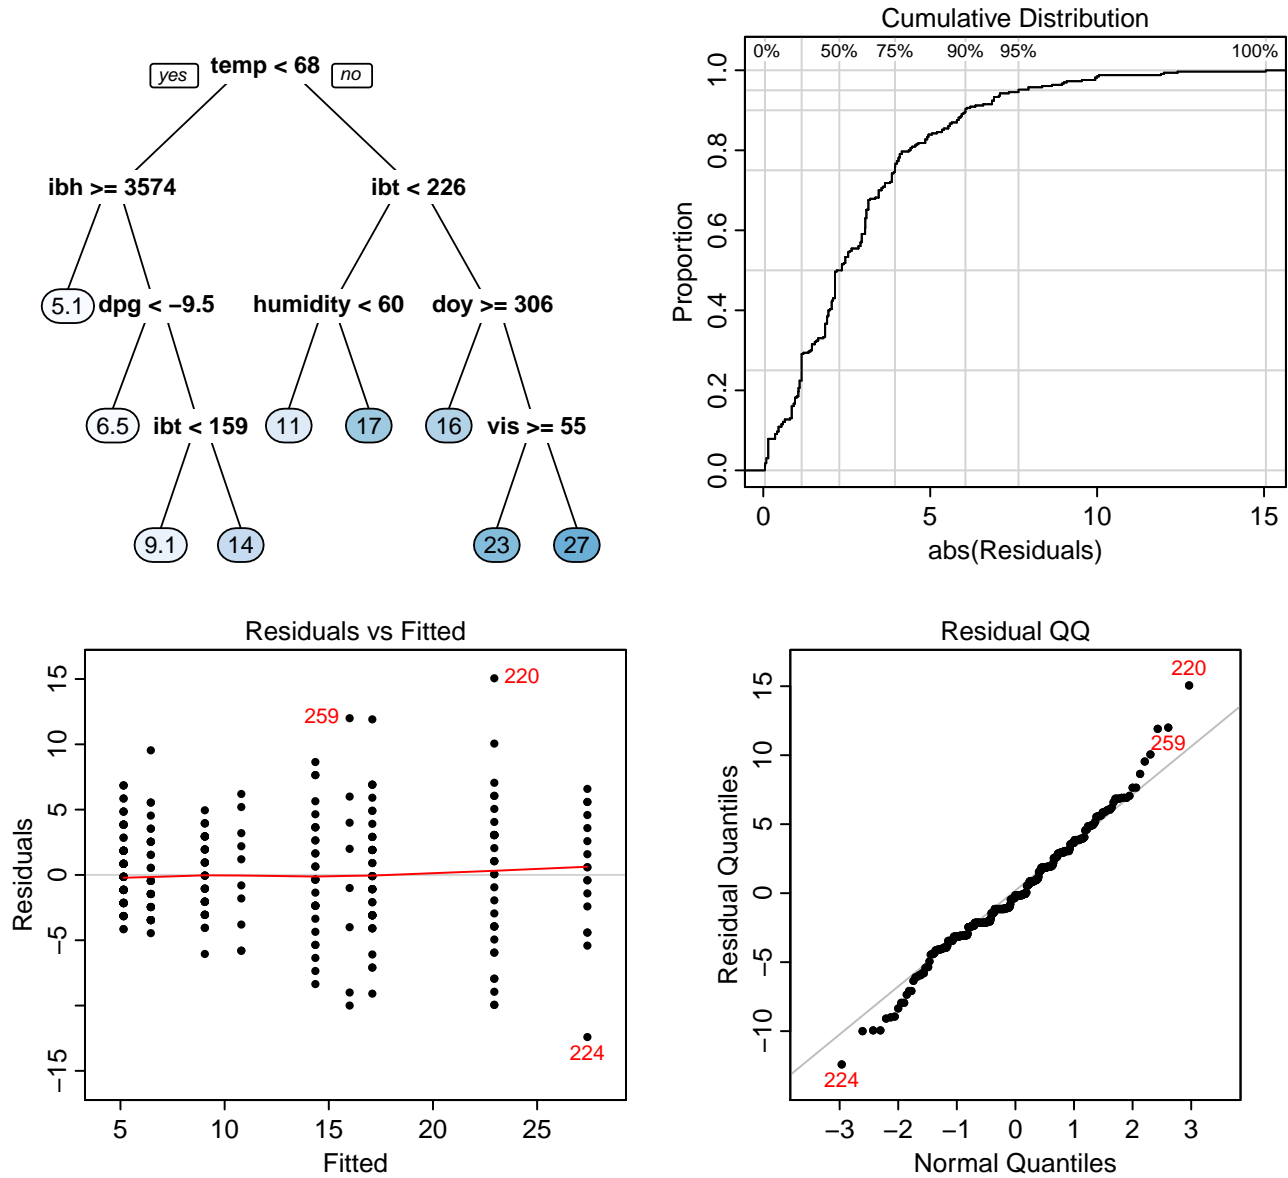 yes temp < 68 no
ibh >= 3574 ibt < 226
5.1 dpg < −9.5 humidity < 60 doy >= 306
6.5 ibt < 159 11 17 16 vis >= 55
9.1 14 23 27
Cumulative Distribution
0% 50% 75% 90% 95% 100%
1.0
0.8
0.6
0.4
0.2
0.0
Proportion
0 5 10 15
abs(Residuals)
Residuals vs Fitted
15
10
5
0
−5
−15
Residuals
220
259
224
5 10 15 20 25
Fitted
Residual QQ
15
10
5
0
−5
−10
Residual Quantiles
220
259
224
−3 −2 −1 0 1 2 3
Normal Quantiles